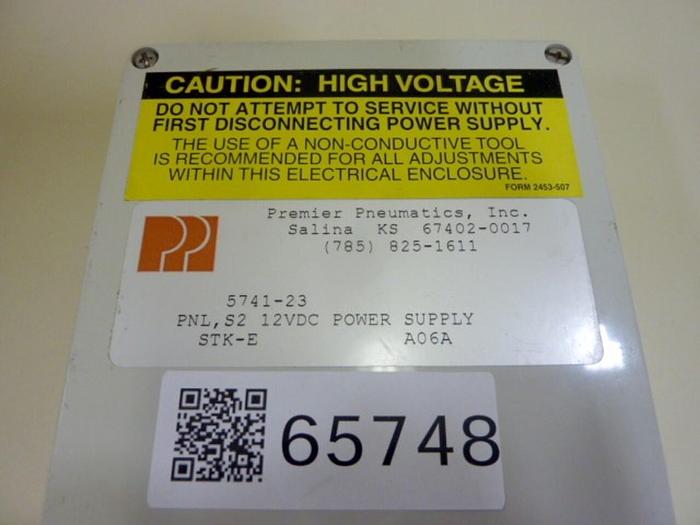 CAUTION: HIGH VOLTAGE
DO NOT ATTEMPT TO SERVICE WITHOUT
FIRST DISCONNECTING POWER SUPPLY.
THE USE OF A NON-CONDUCTIVE TOOL
IS RECOMMENDED FOR ALL ADJUSTMENTS
WITHIN THIS ELECTRICAL ENCLOSURE.
FORM 2453-507
PP
Premier Pneumatics, Inc.
Salina KS 67402-0017
(785) 825-1611
5741-23
PNL,S2 12VDC POWER SUPPLY
STK-E A06A
65748